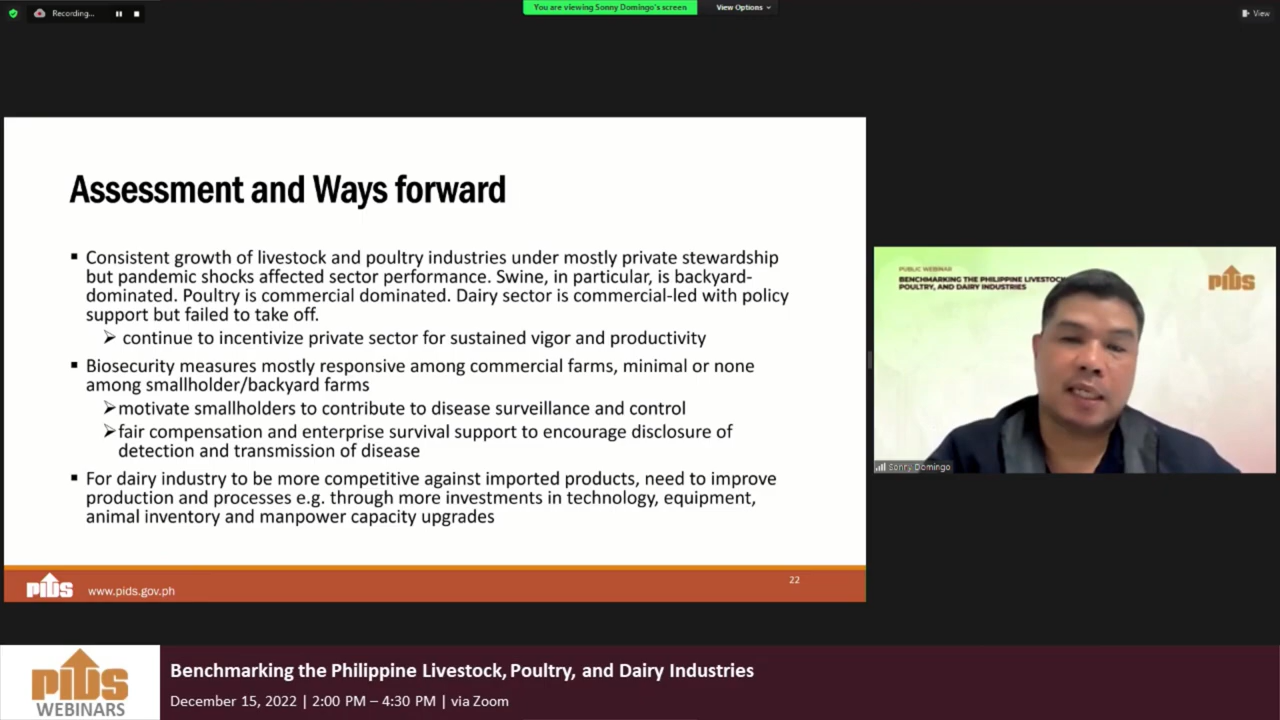 Recording...
You are viewing Sonny Domingo's screen
View Options
View
Assessment and Ways forward
▪ Consistent growth of livestock and poultry industries under mostly private stewardship
but pandemic shocks affected sector performance. Swine, in particular, is backyard-
dominated. Poultry is commercial dominated. Dairy sector is commercial-led with policy
support but failed to take off.
➢ continue to incentivize private sector for sustained vigor and productivity
▪ Biosecurity measures mostly responsive among commercial farms, minimal or none
among smallholder/backyard farms
➢motivate smallholders to contribute to disease surveillance and control
➢fair compensation and enterprise survival support to encourage disclosure of
detection and transmission of disease
▪ For dairy industry to be more competitive against imported products, need to improve
production and processes e.g. through more investments in technology, equipment,
animal inventory and manpower capacity upgrades
PIDS
www.pids.gov.ph
22
PUBLIC WEBINAR
BENCHMARKING THE PHILIPPINE LIVESTOCK,
POULTRY, AND DAIRY INDUSTRIES
PIDS
Sonny Domingo
PIDS
WEBINARS
Benchmarking the Philippine Livestock, Poultry, and Dairy Industries
December 15, 2022 | 2:00 PM – 4:30 PM | via Zoom